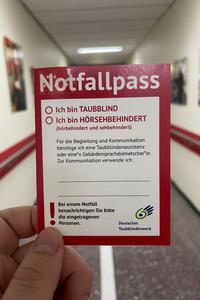 Notfallpass
Ich bin TAUBBLIND
Ich bin HÖRSEHBEHINDERT
(hörbehindert und sehbehindert)
Für die Begleitung und Kommunikation
benötige ich eine Taubblindenassistenz
oder eine*n Gebärdensprachdolmetscher*in.
Zur Kommunikation verwende ich:
! Bei einem Notfall
benachrichtigen Sie bitte
die eingetragenen
Personen.
Deutsches
Taubblindenwerk